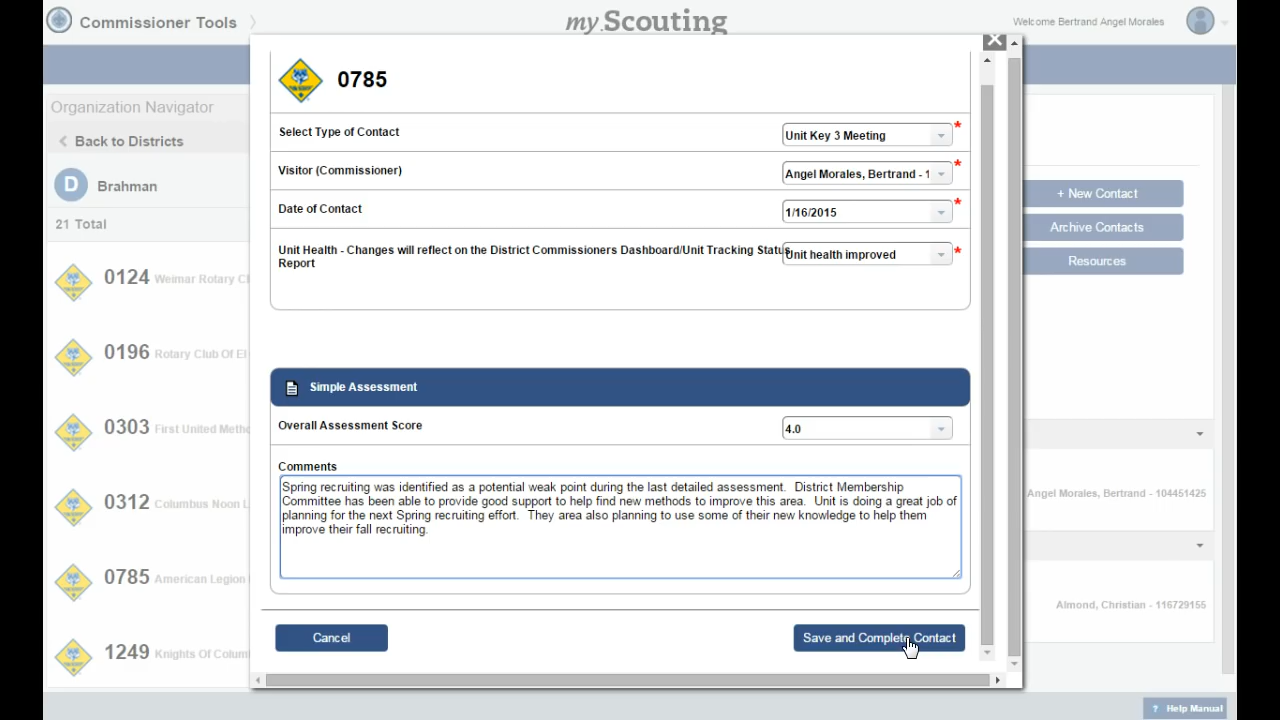 Commissioner Tools
my.Scouting
Welcome Bertrand Angel Morales
Organization Navigator
Back to Districts
D
Brahman
21 Total
0124 Weimar Rotary
0196 Rotary Club Of El
0303 First United
0312 Columbus Noon
0785 American Legion
1249 Knights Of
0785
Select Type of Contact
Unit Key 3 Meeting
*
Visitor (Commissioner)
Angel Morales, Bertrand - 1
*
Date of Contact
1/16/2015
*
Unit Health - Changes will reflect on the District Commissioners Dashboard/Unit Tracking Status
Report
Unit health improved
*
Simple Assessment
Overall Assessment Score
4.0
Comments
Spring recruiting was identified as a potential weak point during the last detailed assessment. District Membership
Committee has been able to provide good support to help find new methods to improve this area. Unit is doing a great job of
planning for the next Spring recruiting effort. They area also planning to use some of their new knowledge to help them
improve their fall recruiting.
Cancel
Save and Complete Contact
+ New Contact
Archive Contacts
Resources
Angel Morales, Bertrand - 104451425
Almond, Christian - 116729155
? Help Manual